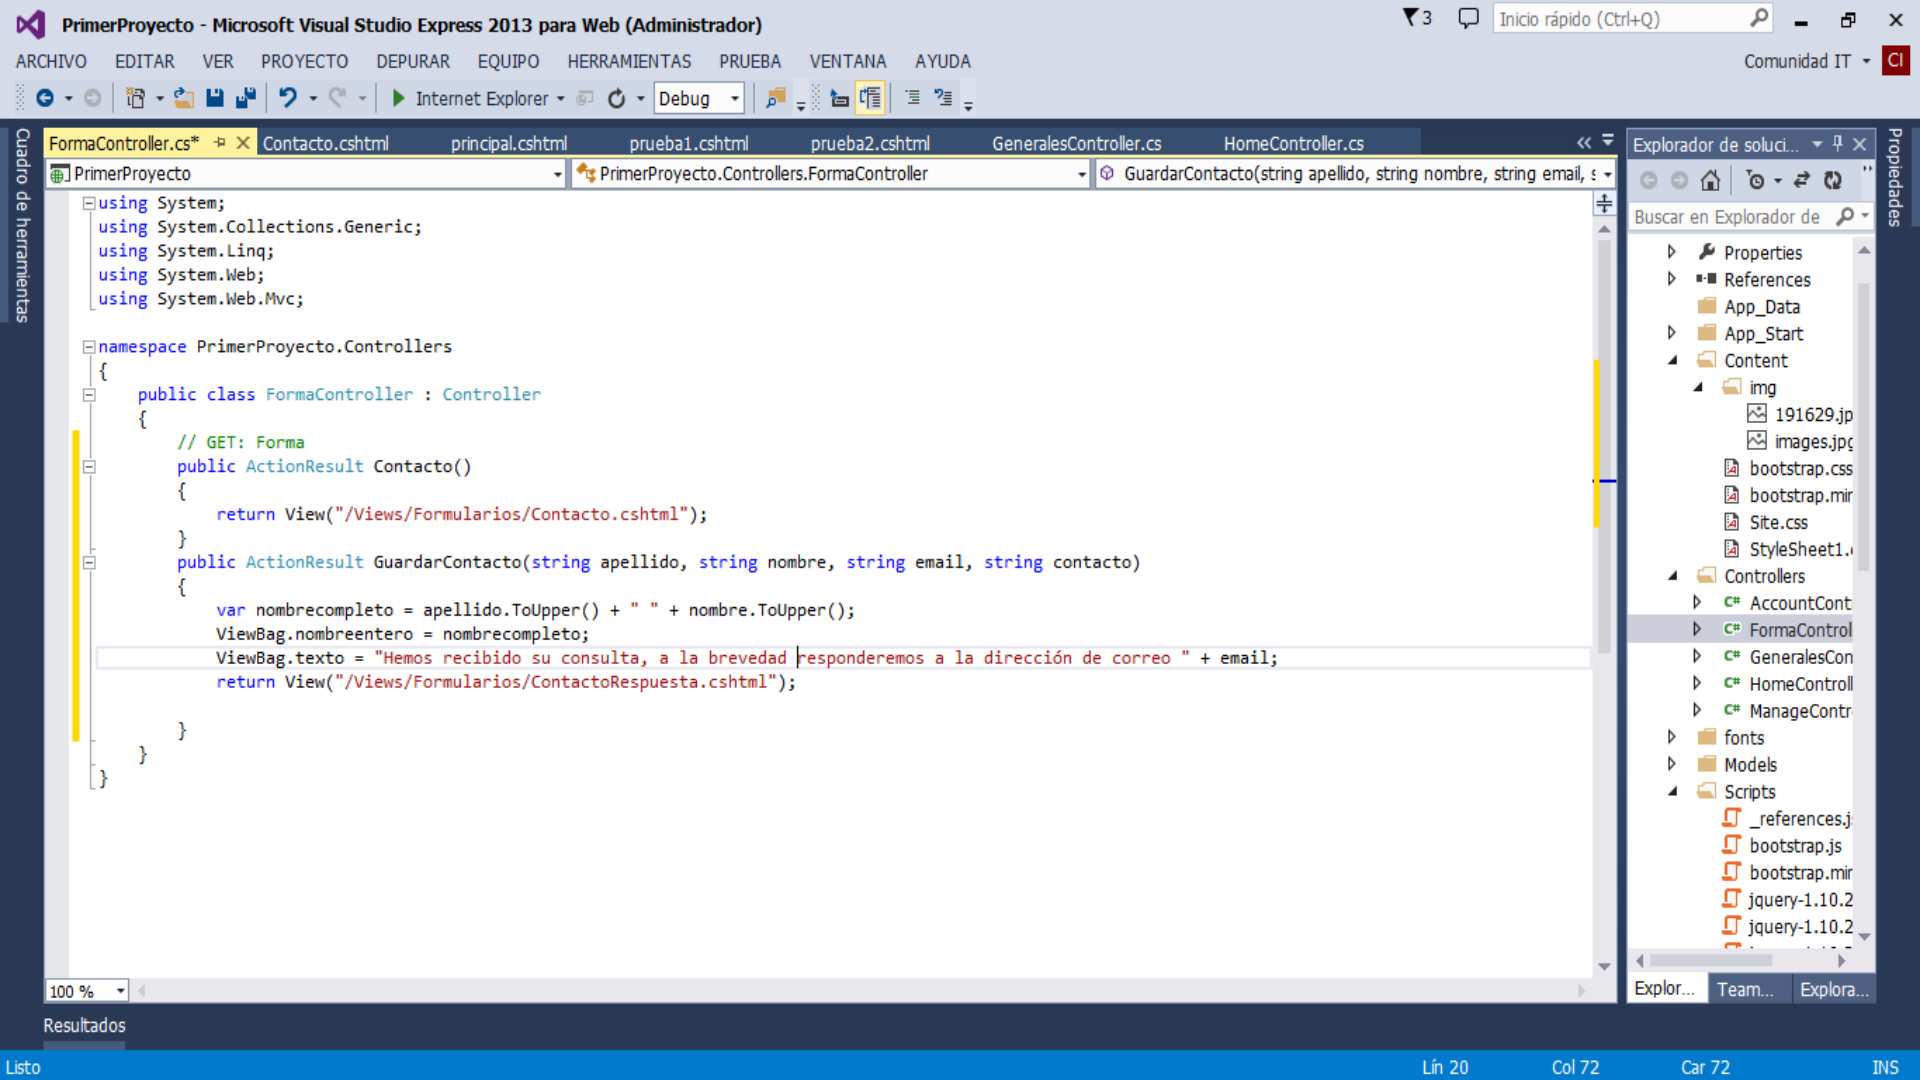 PrimerProyecto - Microsoft Visual Studio Express 2013 para Web (Administrador)
3
Inicio rápido (Ctrl+Q)
ARCHIVO EDITAR VER PROYECTO DEPURAR EQUIPO HERRAMIENTAS PRUEBA VENTANA AYUDA
Comunidad IT
CI
Internet Explorer
Debug
Cuadro de herramientas
FormaController.cs*
Contacto.cshtml
principal.cshtml
prueba1.cshtml
prueba2.cshtml
GeneralesController.cs
HomeController.cs
PrimerProyecto
PrimerProyecto.Controllers.FormaController
GuardarContacto(string apellido, string nombre, string email, s
using System;
using System.Collections.Generic;
using System.Linq;
using System.Web;
using System.Web.Mvc;
namespace PrimerProyecto.Controllers
{
public class FormaController : Controller
{
// GET: Forma
public ActionResult Contacto()
{
return View("/Views/Formularios/Contacto.cshtml");
}
public ActionResult GuardarContacto(string apellido, string nombre, string email, string contacto)
{
var nombrecompleto = apellido.ToUpper() + " " + nombre.ToUpper();
ViewBag.nombreentero = nombrecompleto;
ViewBag.texto = "Hemos recibido su consulta, a la brevedad responderemos a la dirección de correo " + email;
return View("/Views/Formularios/ContactoRespuesta.cshtml");
}
}
}
100 %
Explorador de soluci...
Buscar en Explorador de
Properties
References
App_Data
App_Start
Content
img
191629.jp
images.jpg
bootstrap.css
bootstrap.mir
Site.css
StyleSheet1.
Controllers
C# AccountCont
C# FormaControl
C# GeneralesCon
C# HomeControll
C# ManageContr
fonts
Models
Scripts
_references.j
bootstrap.js
bootstrap.mir
jquery-1.10.2
jquery-1.10.2
Explor...
Team...
Explora...
Propiedades
Resultados
Listo
Lín 20
Col 72
Car 72
INS